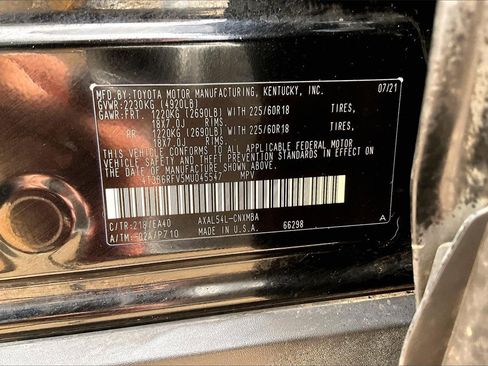 MFD.BY:TOYOTA MOTOR MANUFACTURING, KENTUCKY, INC. 07/21
GVWR:2230KG (4920LB)
GAWR:FRT. 1220KG (2690LB) WITH 225/60R18 TIRES,
18X7.0J RIMS.
RR 1220KG (2690LB) WITH 225/60R18 TIRES,
18X7.0J RIMS.
THIS VEHICLE CONFORMS TO ALL APPLICABLE FEDERAL MOTOR
VEHICLE SAFETY AND THEFT PREVENTION STANDARDS IN EFFECT ON
THE DATE OF MANUFACTURE SHOWN ABOVE.
4T3B6RFV5MU045547 MPV
C/TR:218/EA40 AXAL54L-CNXMBA A
A/TM:-02A/PZ10 MADE IN U.S.A. 66298